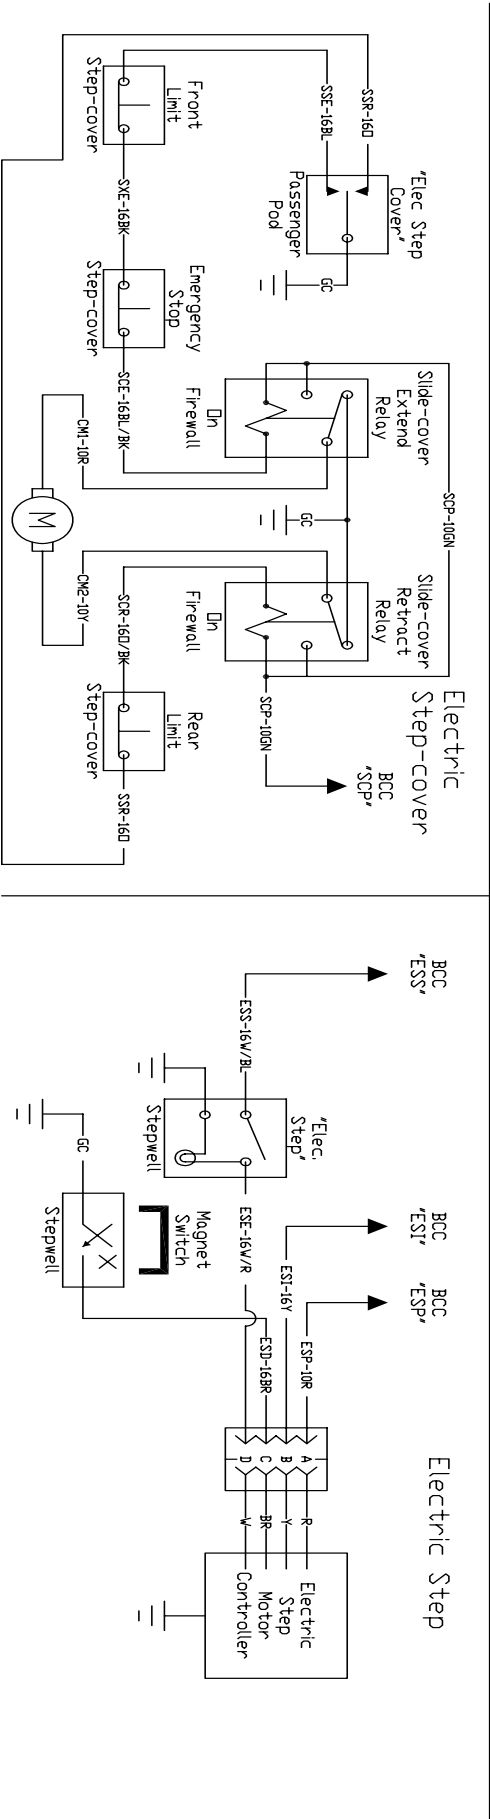 Electric
Step-cover
"Elec Step
Cover"
Passenger
Pod
SSR-16O
SSE-16BL
GC
Front
Limit
Step-cover
SXE-16BK
Emergency
Stop
Step-cover
SCE-16BL/BK
Slide-cover
Extend
Relay
On
Firewall
SCP-10GN
GC
CM1-10R
M
CM2-10Y
Slide-cover
Retract
Relay
On
Firewall
SCR-16O/BK
SCP-10GN
BCC
"SCP"
Rear
Limit
Step-cover
SSR-16O
Electric Step
BCC
"ESS"
BCC
"ESI"
BCC
"ESP"
ESS-16W/BL
"Elec.
Step"
Stepwell
ESE-16W/R
ESI-16Y
ESP-10R
ESD-16BR
GC
Magnet
Switch
Stepwell
A
B
C
D
R
Y
BR
W
Electric
Step
Motor
Controller